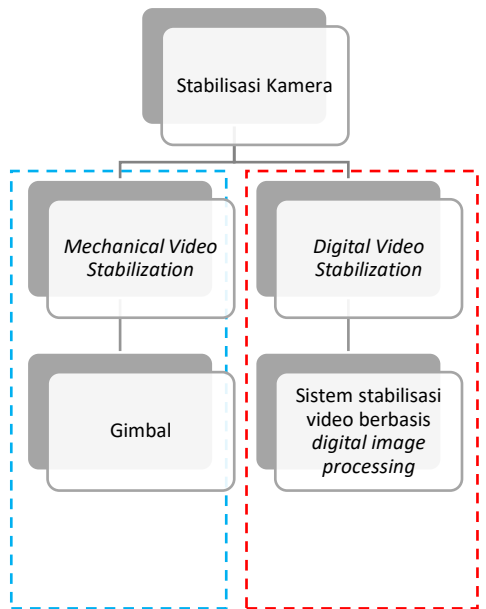 Stabilisasi Kamera
Mechanical Video
Stabilization
Digital Video
Stabilization
Gimbal
Sistem stabilisasi
video berbasis
digital image
processing